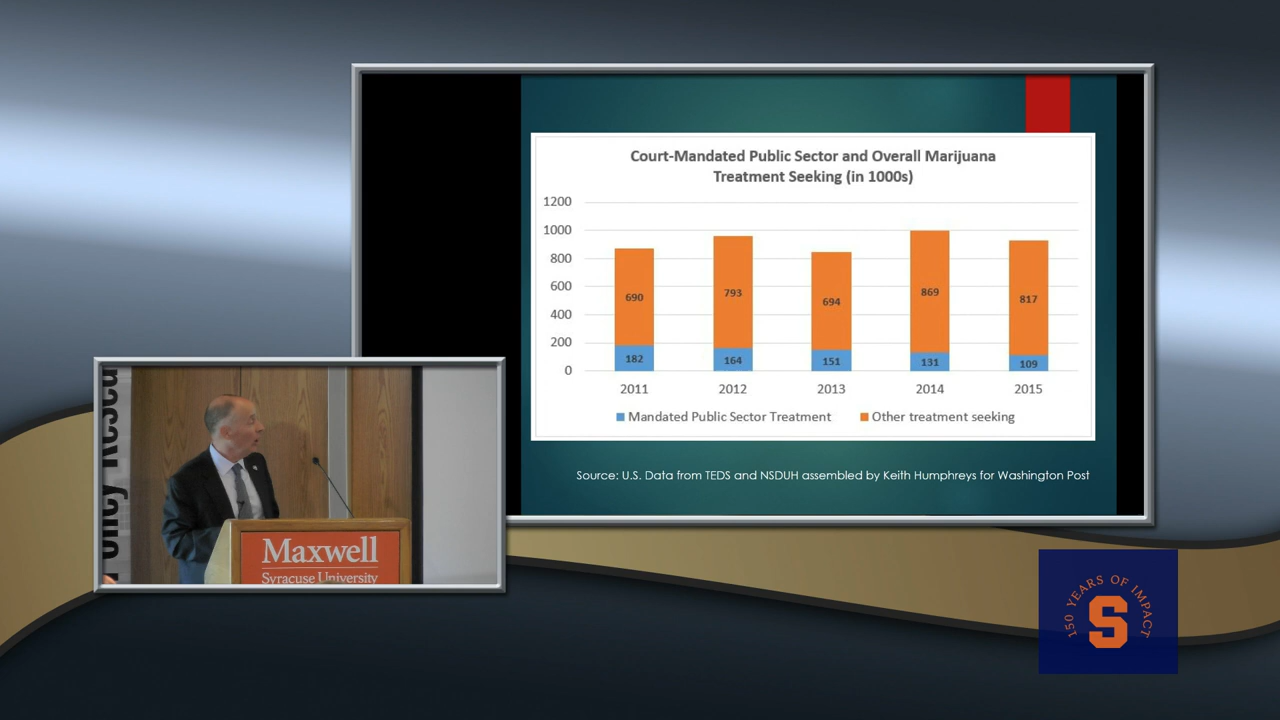 Court-Mandated Public Sector and Overall Marijuana
Treatment Seeking (in 1000s)
1200
1000
800
600
400
200
0
690
793
694
869
817
182
164
151
131
109
2011 2012 2013 2014 2015
Mandated Public Sector Treatment Other treatment seeking
Source: U.S. Data from TEDS and NSDUH assembled by Keith Humphreys for Washington Post
Maxwell
Syracuse University
150 YEARS OF IMPACT
S